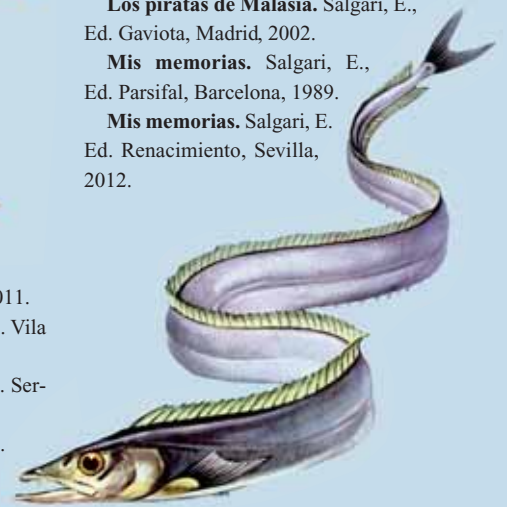 Los piratas de Malasia. Salgari, E.,
Ed. Gaviota, Madrid, 2002.
Mis memorias. Salgari, E.,
Ed. Parsifal, Barcelona, 1989.
Mis memorias. Salgari, E.
Ed. Renacimiento, Sevilla,
2012.
011.
. Vila
. Ser-
.